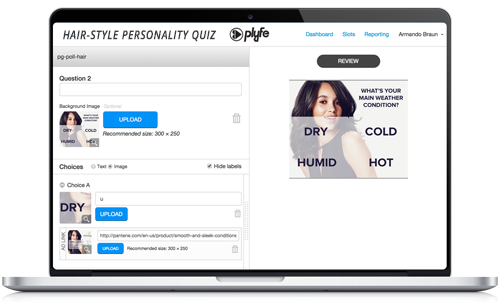 HAIR-STYLE PERSONALITY QUIZ
plyfe
Dashboard Slots Reporting Armando Braun
pg-poll-hair
Question 2
Background Image Optional
UPLOAD
Recommended size: 300 × 250
DRY COLD
HUMID HOT
Choices Text Image Hide labels
Choice A
DRY
u
UPLOAD
AD LINK
http://pantene.com/en-us/product/smooth-and-sleek-conditione
UPLOAD Recommended size: 300 × 250
REVIEW
WHAT'S YOUR
MAIN WEATHER
CONDITION?
DRY COLD
HUMID HOT